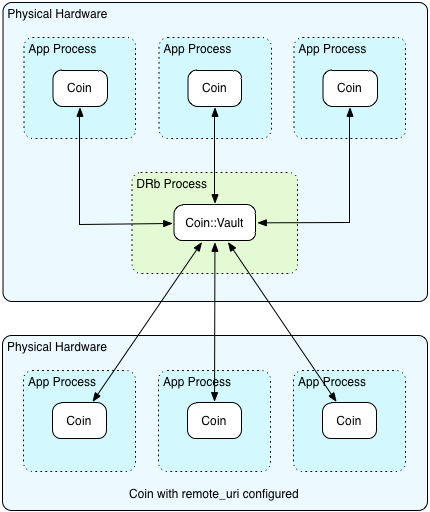 Physical Hardware
App Process
App Process
App Process
Coin
Coin
Coin
DRb Process
Coin::Vault
Physical Hardware
App Process
App Process
App Process
Coin
Coin
Coin
Coin with remote_uri configured